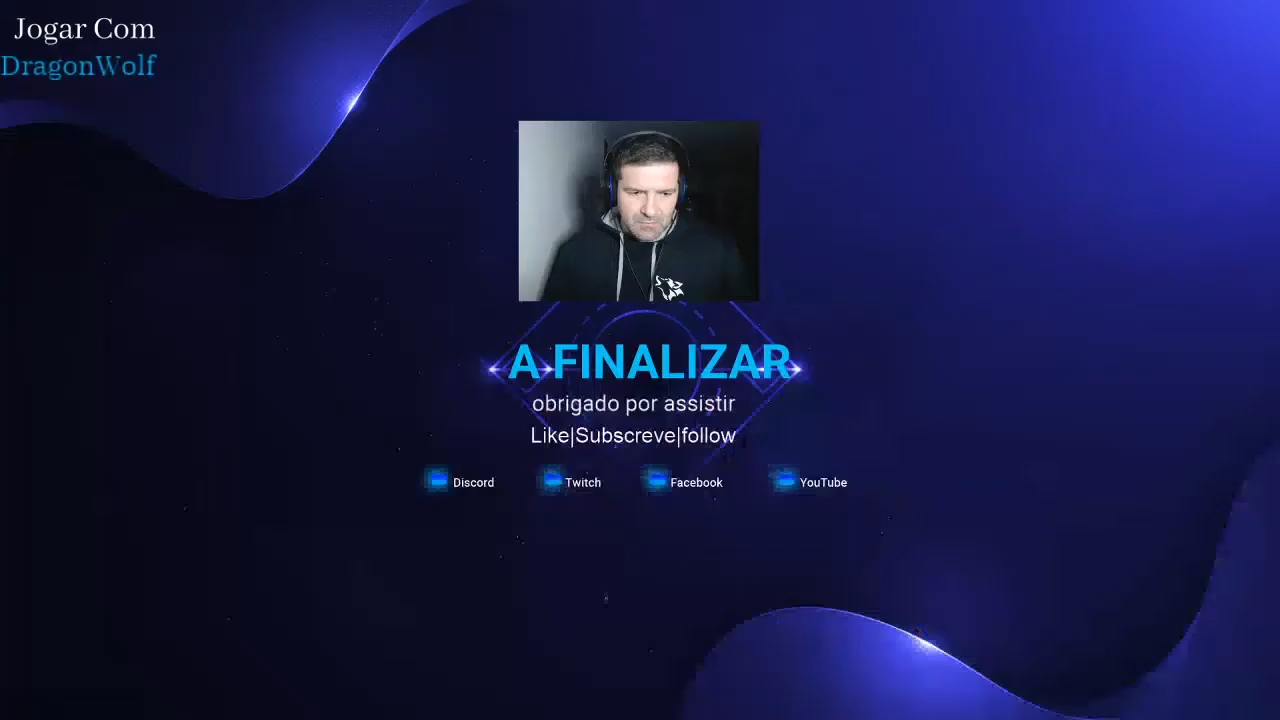 Jogar Com
DragonWolf
A FINALIZAR
obrigado por assistir
Like|Subscreve|follow
Discord
Twitch
Facebook
YouTube